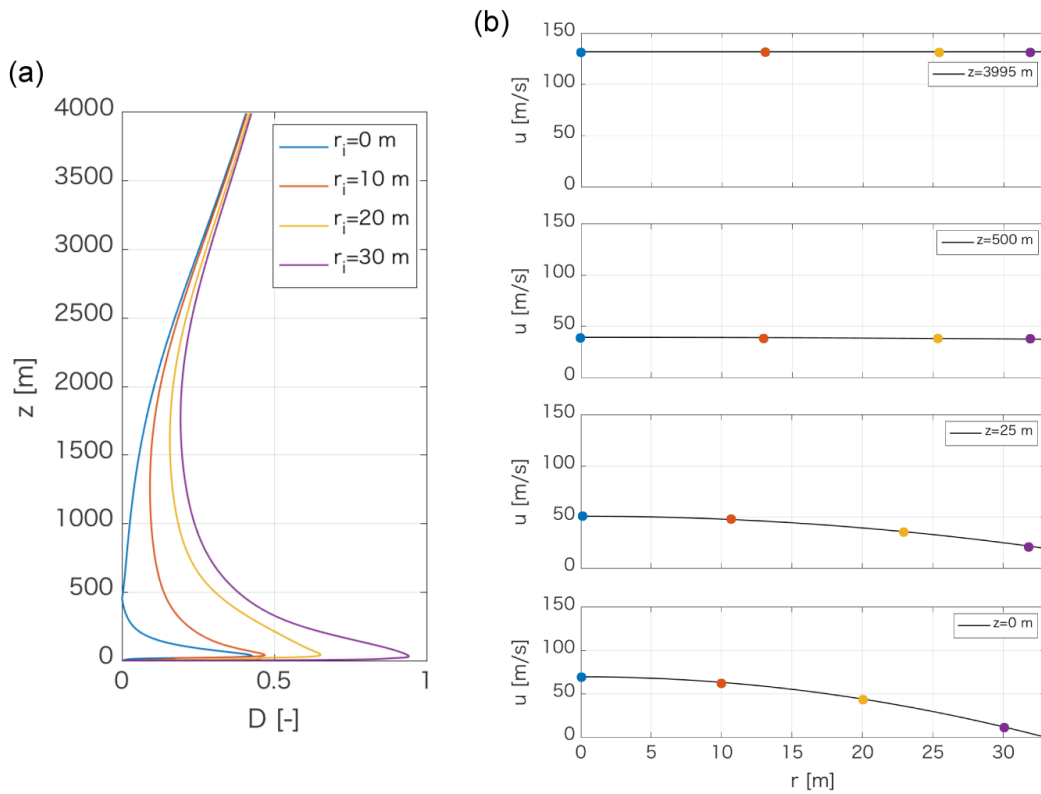 (a)
4000
3500
3000
2500
2000
1500
1000
500
0
z [m]
0
0.5
1
D [-]
r_i=0 m
r_i=10 m
r_i=20 m
r_i=30 m
(b)
150
100
50
0
u [m/s]
z=3995 m
150
100
50
0
u [m/s]
z=500 m
150
100
50
0
u [m/s]
z=25 m
150
100
50
0
u [m/s]
z=0 m
0
5
10
15
20
25
30
r [m]